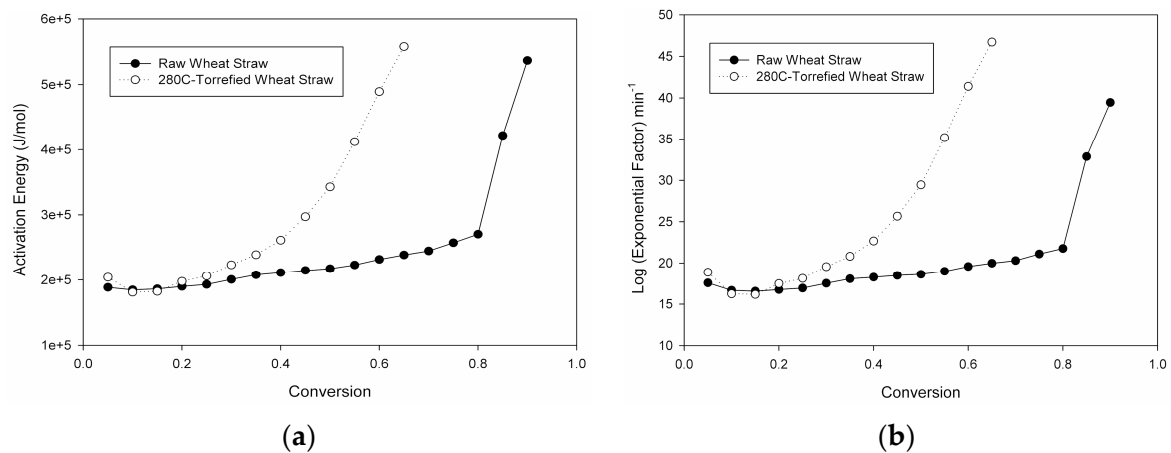 6e+5
5e+5
4e+5
3e+5
2e+5
1e+5
Activation Energy (J/mol)
Raw Wheat Straw
280C-Torrefied Wheat Straw
0.0 0.2 0.4 0.6 0.8 1.0
Conversion
(a)
50
45
40
35
30
25
20
15
10
Log (Exponential Factor) min⁻¹
Raw Wheat Straw
280C-Torrefied Wheat Straw
0.0 0.2 0.4 0.6 0.8 1.0
Conversion
(b)